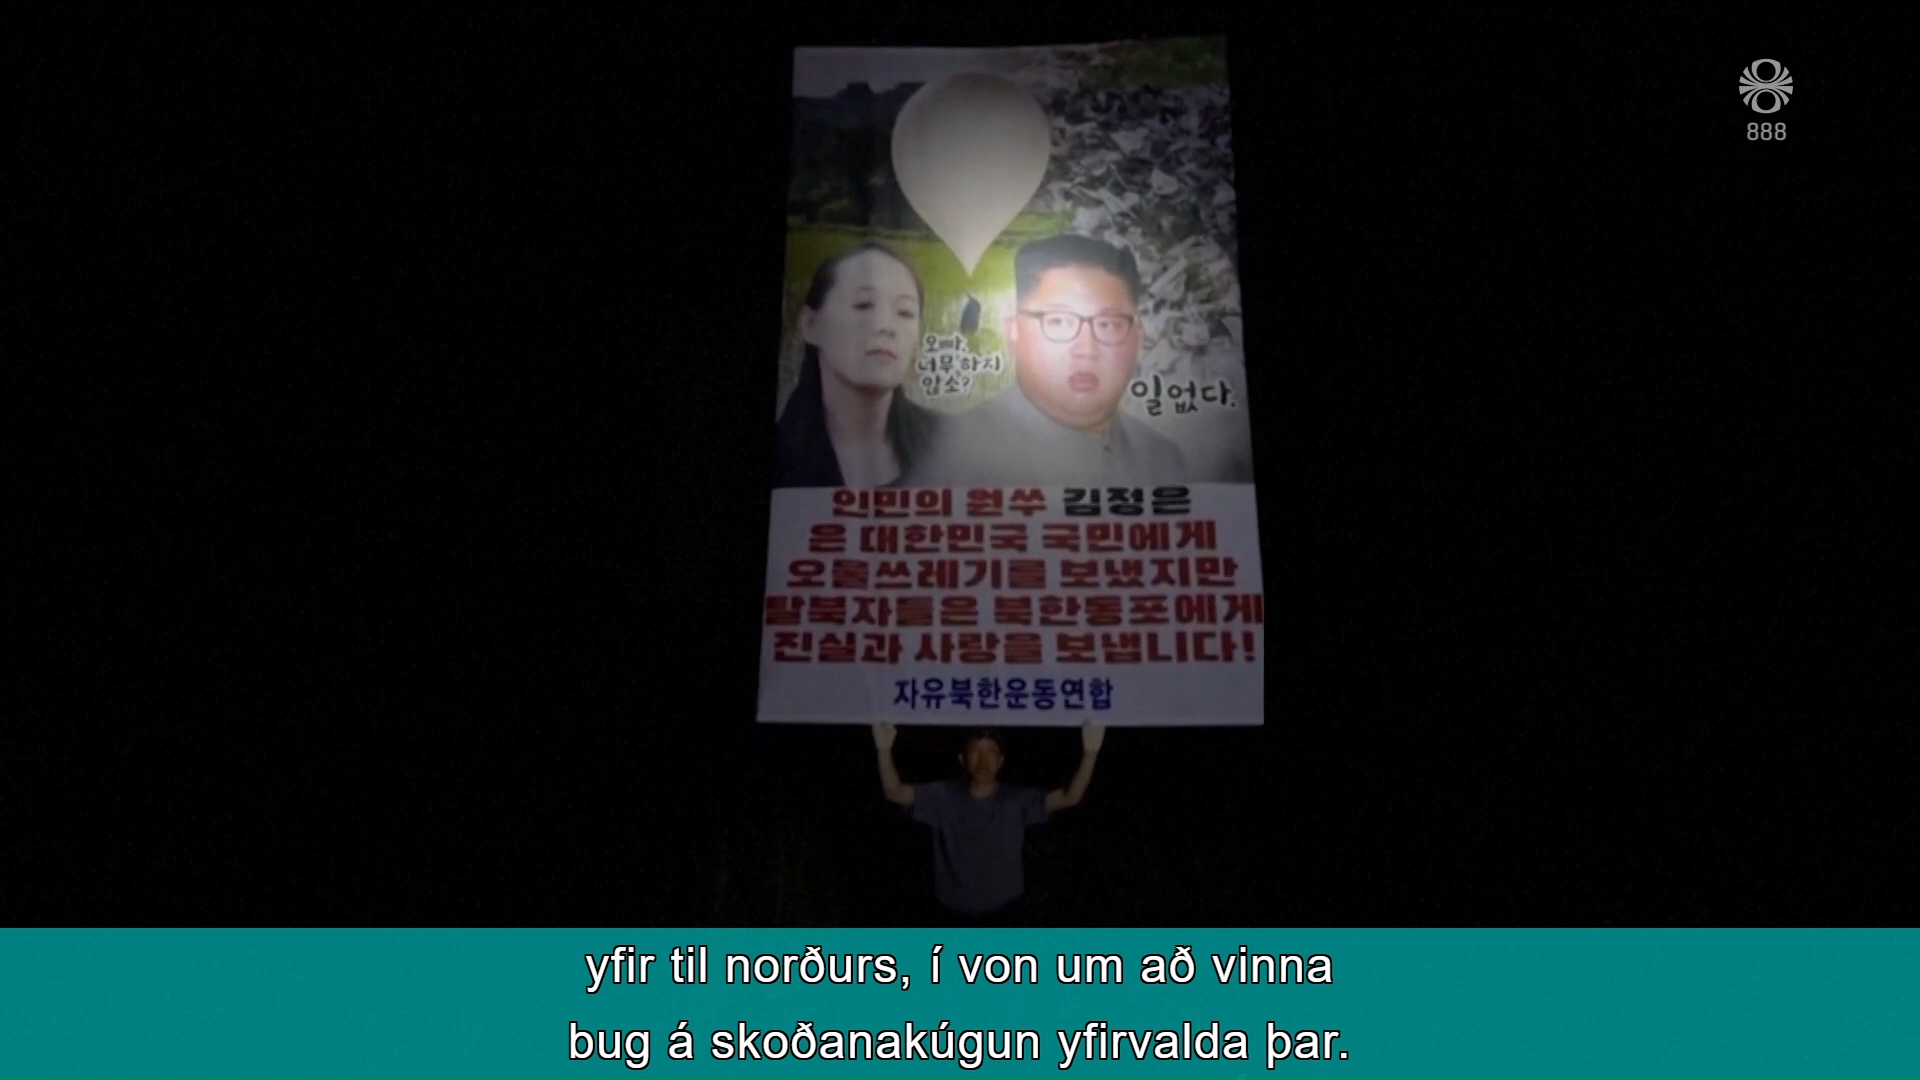 888
오빠,
너무 하지
않소?
일없다.
인민의 원쑤 김정은
은 대한민국 국민에게
오물쓰레기를 보냈지만
탈북자들은 북한동포에게
진실과 사랑을 보냅니다!
자유북한운동연합
yfir til norðurs, í von um að vinna
bug á skoðanakúgun yfirvalda þar.